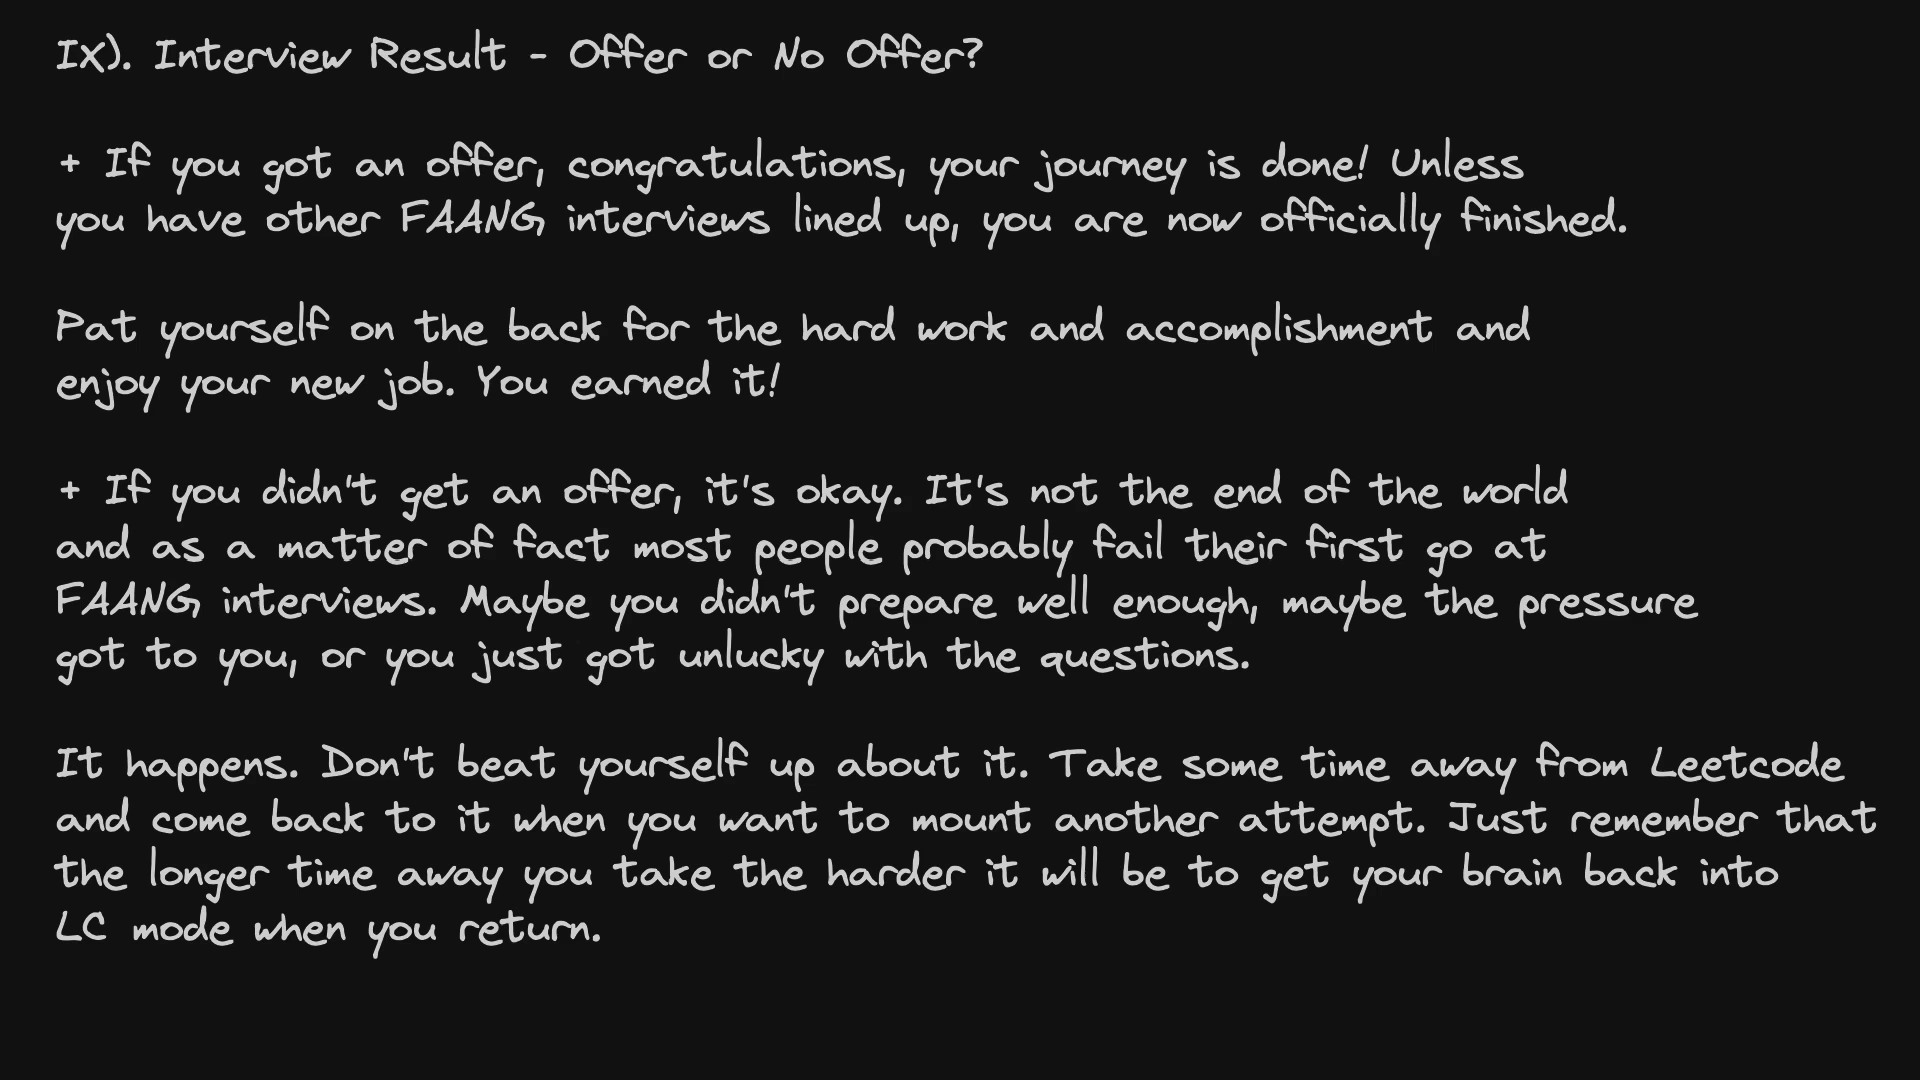 IX). Interview Result - Offer or No Offer?
+ If you got an offer, congratulations, your journey is done! Unless
you have other FAANG interviews lined up, you are now officially finished.
Pat yourself on the back for the hard work and accomplishment and
enjoy your new job. You earned it!
+ If you didn't get an offer, it's okay. It's not the end of the world
and as a matter of fact most people probably fail their first go at
FAANG interviews. Maybe you didn't prepare well enough, maybe the pressure
got to you, or you just got unlucky with the questions.
It happens. Don't beat yourself up about it. Take some time away from Leetcode
and come back to it when you want to mount another attempt. Just remember that
the longer time away you take the harder it will be to get your brain back into
LC mode when you return.